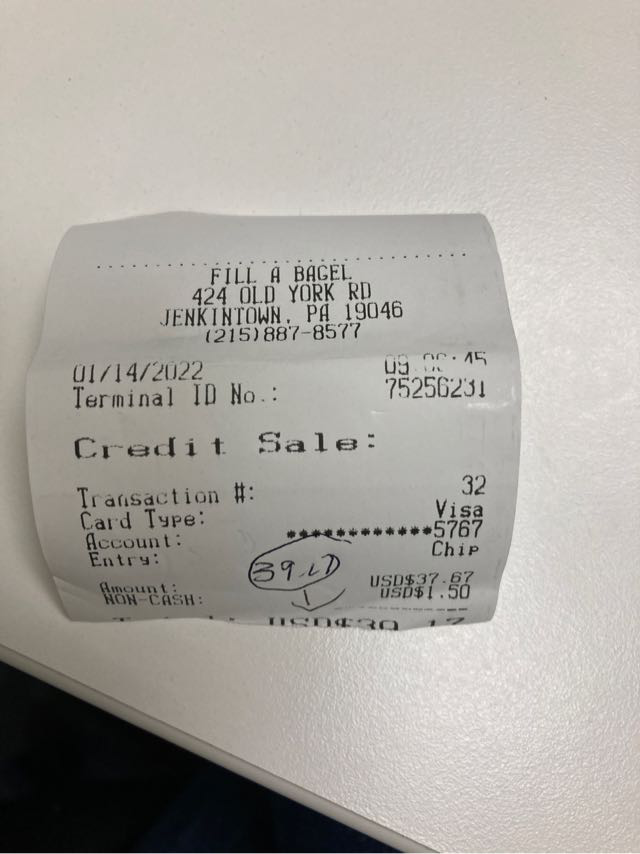 FILL A BAGEL
424 OLD YORK RD
JENKINTOWN, PA 19046
(215)887-8577
01/14/2022
Terminal ID No.: 75256231
Credit Sale:
Transaction #: 32
Card Type: Visa
Account: ************5767
Entry: Chip
Amount: USD$37.67
NON-CASH: USD$1.50
USD$39.17